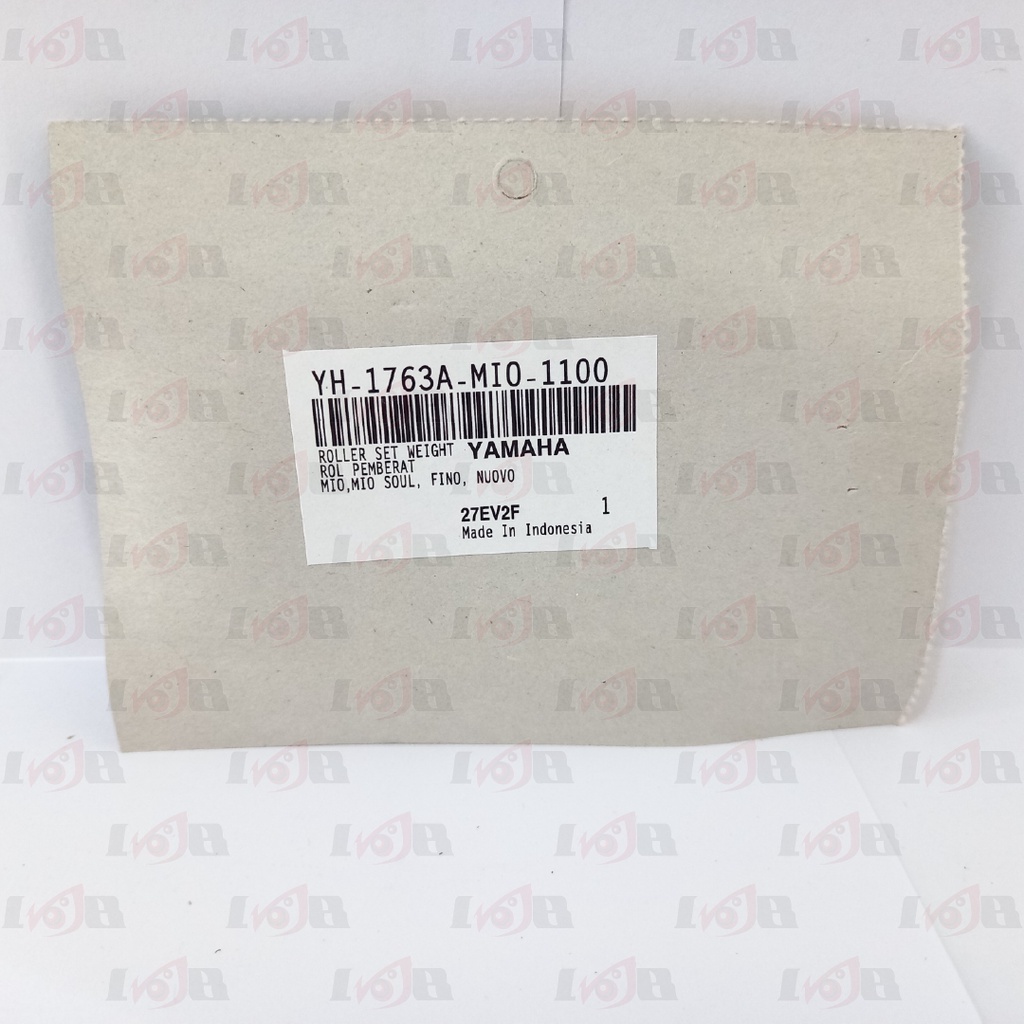 YH-1763A-MIO-1100
ROLLER SET WEIGHT YAMAHA
ROL PEMBERAT
MIO,MIO SOUL, FINO, NUOVO
27EV2F 1
Made In Indonesia